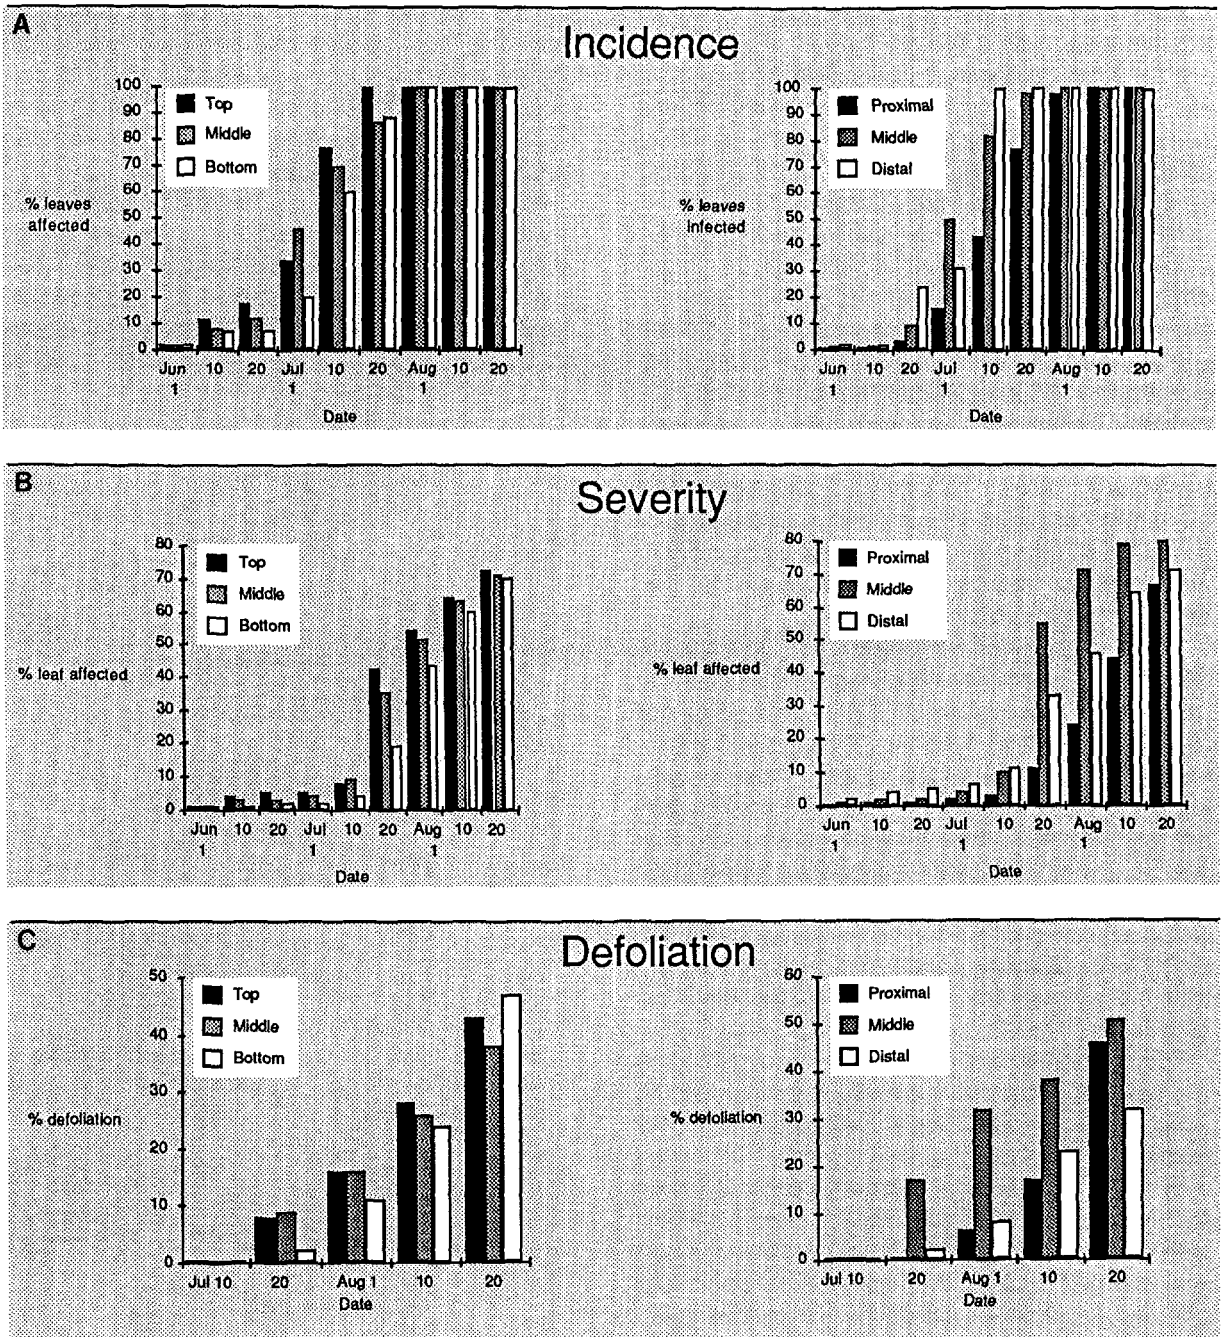 A
Incidence
100
90
80
70
60
50
40
30
20
10
0
Top
Middle
Bottom
% leaves
affected
Jun 10 20 Jul 10 20 Aug 10 20
1 1 1
Date
100
90
80
70
60
50
40
30
20
10
0
Proximal
Middle
Distal
% leaves
infected
Jun 10 20 Jul 10 20 Aug 10 20
1 1 1
Date
B
Severity
80
70
60
50
40
30
20
10
0
Top
Middle
Bottom
% leaf affected
Jun 10 20 Jul 10 20 Aug 10 20
1 1 1
Date
80
70
60
50
40
30
20
10
0
Proximal
Middle
Distal
% leaf affected
Jun 10 20 Jul 10 20 Aug 10 20
1 1 1
Date
C
Defoliation
50
40
30
20
10
0
Top
Middle
Bottom
% defoliation
Jul 10 20 Aug 1 10 20
Date
60
50
40
30
20
10
0
Proximal
Middle
Distal
% defoliation
Jul 10 20 Aug 1 10 20
Date